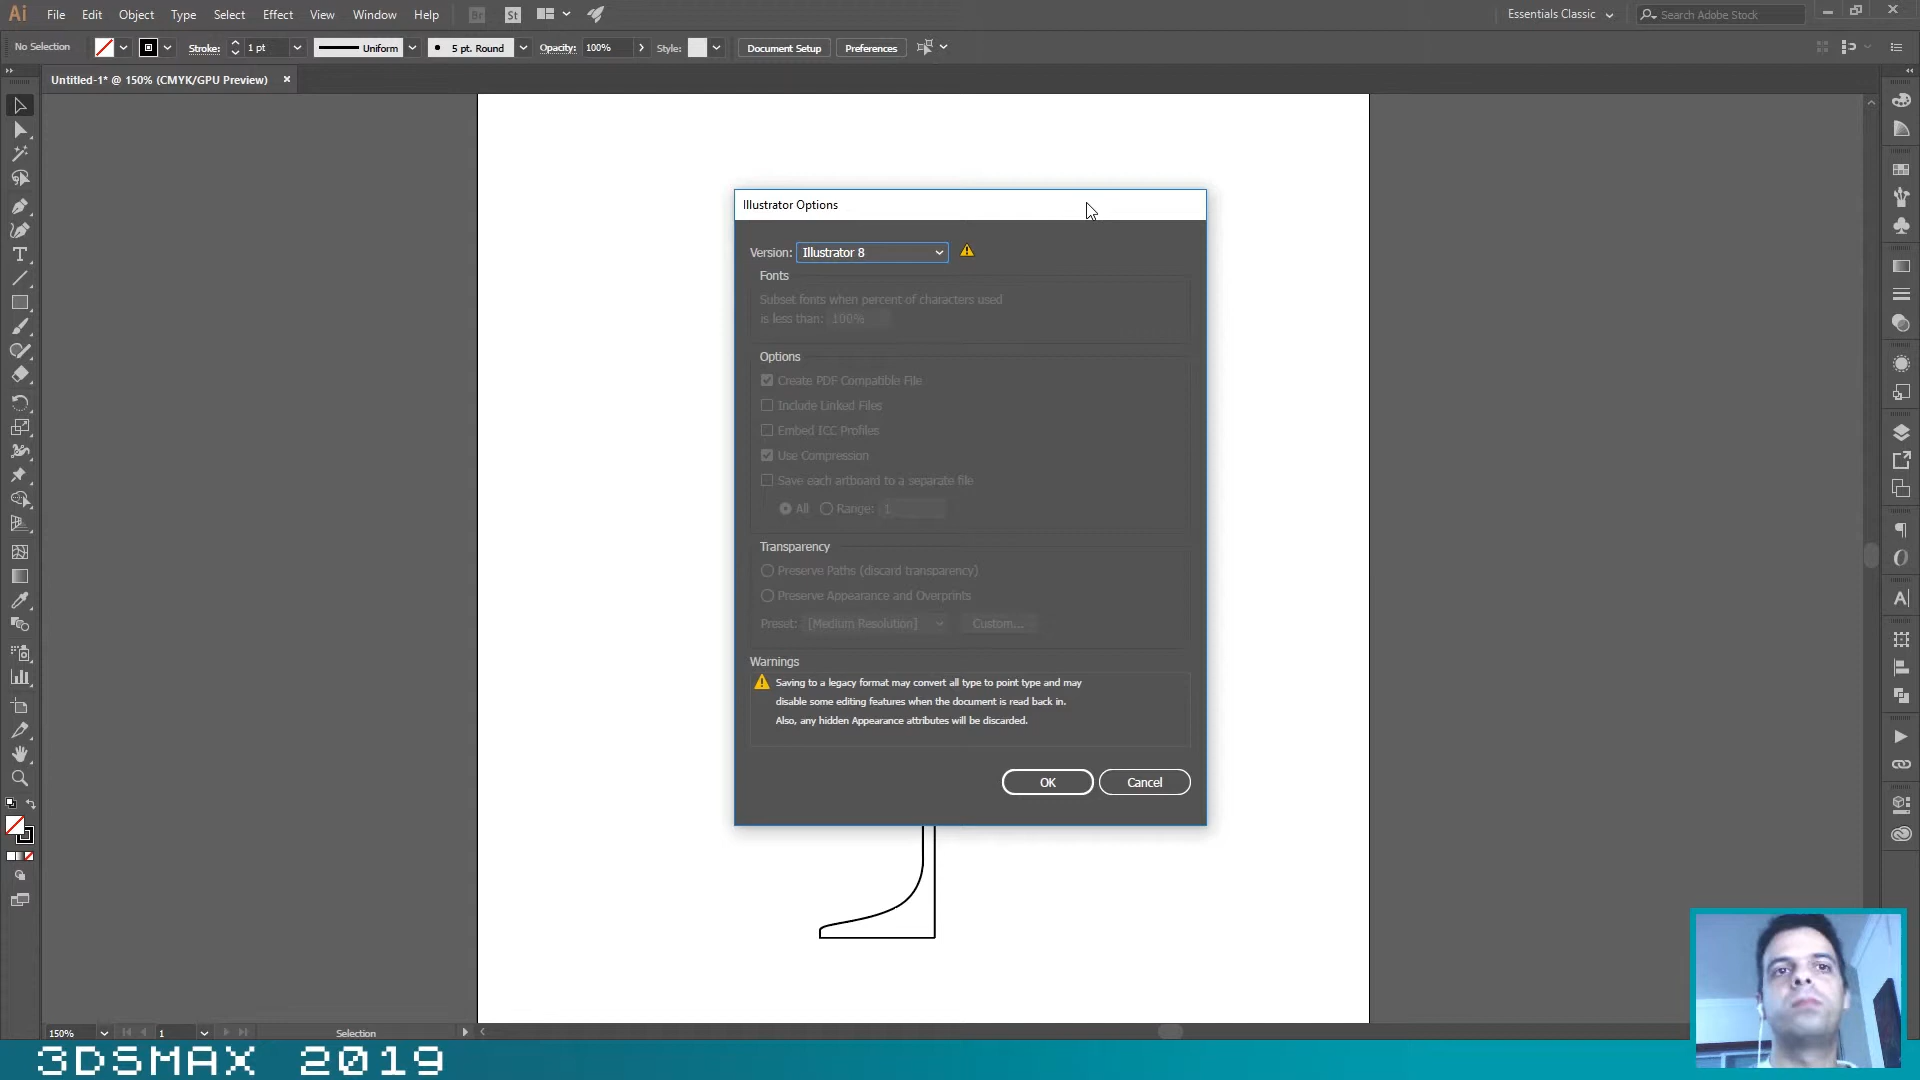 Ai File Edit Object Type Select Effect View Window Help Br St Essentials Classic Search Adobe Stock
No Selection Stroke: 1 pt Uniform 5 pt. Round Opacity: 100% Style: Document Setup Preferences
Untitled-1* @ 150% (CMYK/GPU Preview)
Illustrator Options
Version: Illustrator 8
Fonts
Subset fonts when percent of characters used
is less than: 100%
Options
Create PDF Compatible File
Include Linked Files
Embed ICC Profiles
Use Compression
Save each artboard to a separate file
All Range: 1
Transparency
Preserve Paths (discard transparency)
Preserve Appearance and Overprints
Preset: [Medium Resolution] Custom...
Warnings
Saving to a legacy format may convert all type to point type and may
disable some editing features when the document is read back in.
Also, any hidden Appearance attributes will be discarded.
OK Cancel
150% 1 Selection
3DSMAX 2019